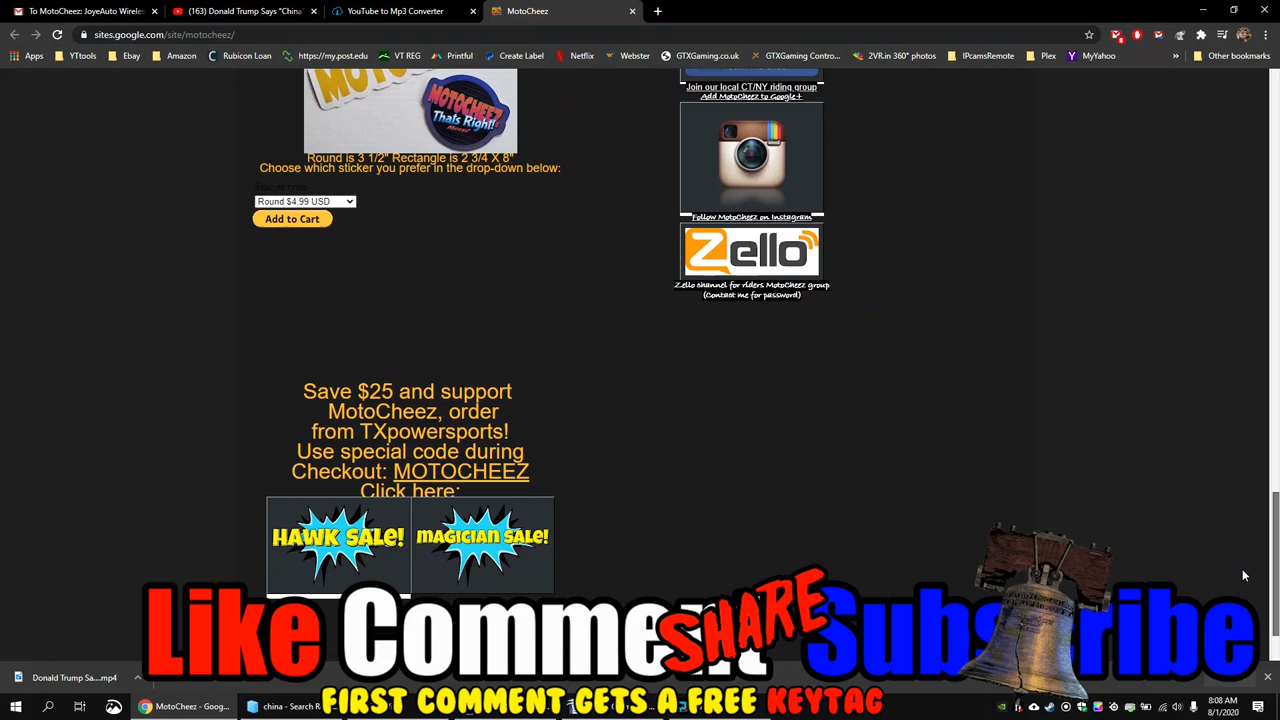 To MotoCheez: JoyeAuto Wireles
(163) Donald Trump Says "China"
YouTube to Mp3 Converter
MotoCheez
sites.google.com/site/motocheez/
Apps
YTtools
Ebay
Amazon
Rubicon Loan
https://my.post.edu
VT REG
Printful
Create Label
Netflix
Webster
GTXGaming.co.uk
GTXGaming Contro...
2VR.in 360° photos
IPcamsRemote
Plex
MyYahoo
Other bookmarks
MOTO
MOTOCHEEZ
Thats Right!
Round is 3 1/2" Rectangle is 2 3/4 X 8"
Choose which sticker you prefer in the drop-down below:
Round $4.99 USD
Add to Cart
Join our local CT/NY riding group
Add MotoCheez to Google+
Follow MotoCheez on Instagram
Zello
Zello channel for riders MotoCheez group
(Contact me for password)
Save $25 and support
MotoCheez, order
from TXpowersports!
Use special code during
Checkout: MOTOCHEEZ
Click here:
HAWK SALE!
MAGICIAN SALE!
Like Comment SHARE Subscribe
FIRST COMMENT GETS A FREE KEYTAG
Donald Trump Sa....mp4
MotoCheez - Goog...
china - Search R
8:08 AM
8/1/2020